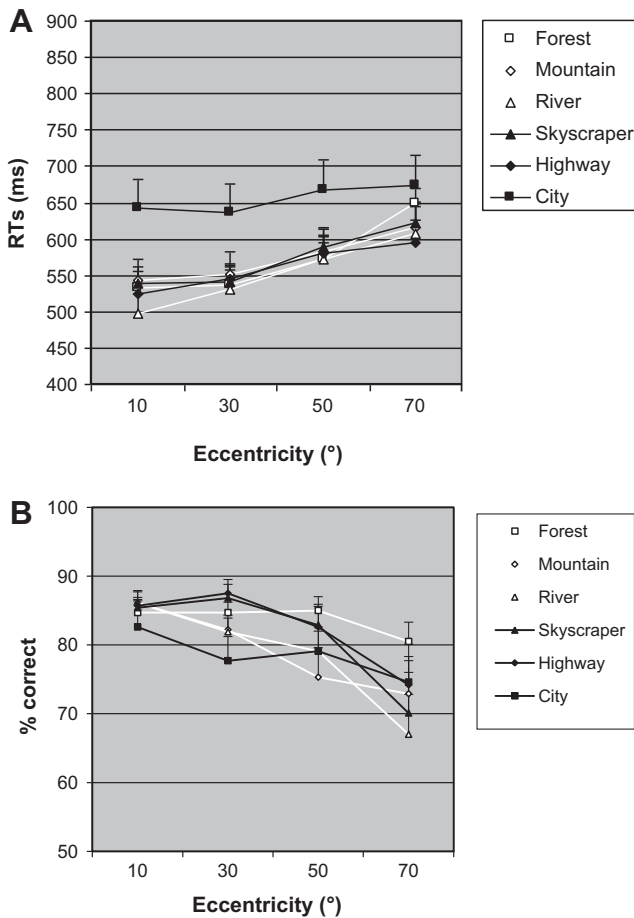 A
900
850
800
750
700
650
600
550
500
450
400
RTs (ms)
10 30 50 70
Eccentricity (°)
Forest
Mountain
River
Skyscraper
Highway
City
B
100
90
80
70
60
50
% correct
10 30 50 70
Eccentricity (°)
Forest
Mountain
River
Skyscraper
Highway
City